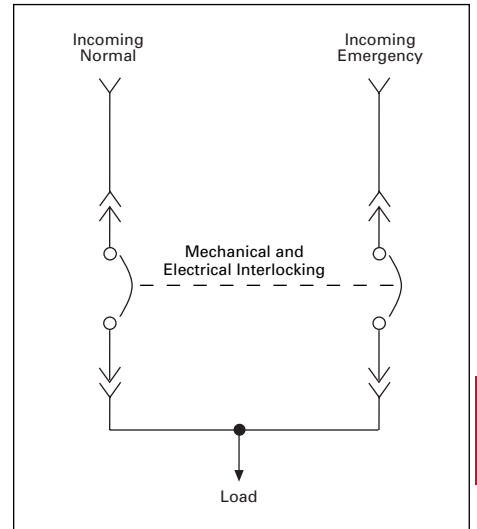 Incoming
Normal
Incoming
Emergency
Mechanical and
Electrical Interlocking
Load